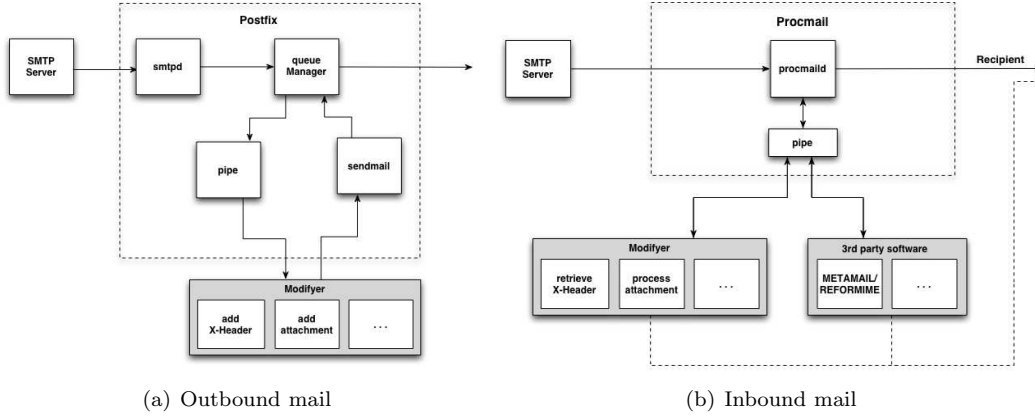 Postfix
SMTP
Server
smtpd
queue
Manager
pipe
sendmail
Modifyer
add
X-Header
add
attachment
...
(a) Outbound mail
Procmail
SMTP
Server
procmaild
Recipient
pipe
Modifyer
retrieve
X-Header
process
attachment
...
3rd party software
METAMAIL/
REFORMIME
...
(b) Inbound mail